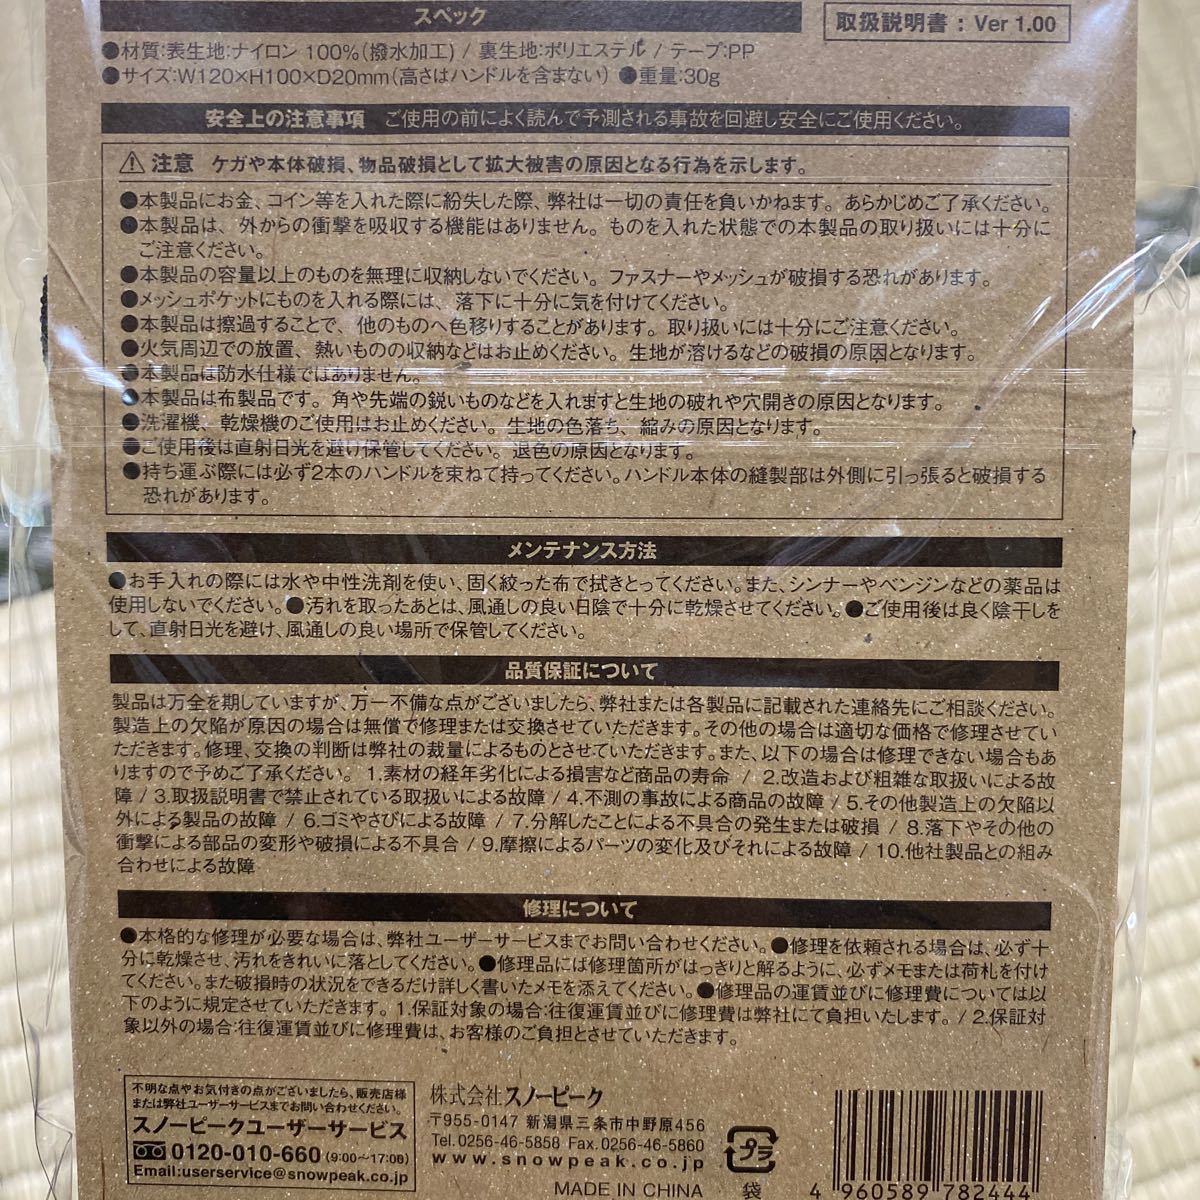 スペック
取扱説明書：Ver 1.00
●材質:表生地:ナイロン 100%(撥水加工) / 裏生地:ポリエステル / テープ:PP
●サイズ:W120×H100×D20mm(高さはハンドルを含まない) ●重量:30g
安全上の注意事項 ご使用の前によく読んで予測される事故を回避し安全にご使用ください。
⚠ 注意 ケガや本体破損、物品破損として拡大被害の原因となる行為を示します。
●本製品にお金、コイン等を入れた際に紛失した際、弊社は一切の責任を負いかねます。あらかじめご了承ください。
●本製品は、外からの衝撃を吸収する機能はありません。ものを入れた状態での本製品の取り扱いには十分に
ご注意ください。
●本製品の容量以上のものを無理に収納しないでください。ファスナーやメッシュが破損する恐れがあります。
●メッシュポケットにものを入れる際には、落下に十分に気を付けてください。
●本製品は擦過することで、他のものへ色移りすることがあります。取り扱いには十分にご注意ください。
●火気周辺での放置、熱いものの収納などはお止めください。生地が溶けるなどの破損の原因となります。
●本製品は防水仕様ではありません。
●本製品は布製品です。角や先端の鋭いものなどを入れますと生地の破れや穴開きの原因となります。
●洗濯機、乾燥機のご使用はお止めください。生地の色落ち、縮みの原因となります。
●ご使用後は直射日光を避け保管してください。退色の原因となります。
●持ち運ぶ際には必ず2本のハンドルを束ねて持ってください。ハンドル本体の縫製部は外側に引っ張ると破損する
恐れがあります。
メンテナンス方法
●お手入れの際には水や中性洗剤を使い、固く絞った布で拭きとってください。また、シンナーやベンジンなどの薬品は
使用しないでください。●汚れを取ったあとは、風通しの良い日陰で十分に乾燥させてください。●ご使用後は良く陰干しを
して、直射日光を避け、風通しの良い場所で保管してください。
品質保証について
製品は万全を期していますが、万一不備な点がございましたら、弊社または各製品に記載された連絡先にご相談ください。
製造上の欠陥が原因の場合は無償で修理または交換させていただきます。その他の場合は適切な価格で修理させてい
ただきます。修理、交換の判断は弊社の裁量によるものとさせていただきます。また、以下の場合は修理できない場合もあ
りますので予めご了承ください。 1.素材の経年劣化による損害など商品の寿命 / 2.改造および粗雑な取扱いによる故
障 / 3.取扱説明書で禁止されている取扱いによる故障 / 4.不測の事故による商品の故障 / 5.その他製造上の欠陥以
外による製品の故障 / 6.ゴミやさびによる故障 / 7.分解したことによる不具合の発生または破損 / 8.落下やその他の
衝撃による部品の変形や破損による不具合 / 9.摩擦によるパーツの変化及びそれによる故障 / 10.他社製品との組み
合わせによる故障
修理について
●本格的な修理が必要な場合は、弊社ユーザーサービスまでお問い合わせください。●修理を依頼される場合は、必ず十
分に乾燥させ、汚れをきれいに落としてください。●修理品には修理箇所がはっきりと解るように、必ずメモまたは荷札を付け
てください。また破損時の状況をできるだけ詳しく書いたメモを添えてください。●修理品の運賃並びに修理費については以
下のように規定させていただきます。 1.保証対象の場合:往復運賃並びに修理費は弊社にて負担いたします。 / 2.保証対
象以外の場合:往復運賃並びに修理費は、お客様のご負担とさせていただきます。
不明な点やお気付きの点がございましたら、販売店様
または弊社ユーザーサービスまでお問い合わせください。
スノーピークユーザーサービス
0120-010-660 (9:00~17:00)
Email:userservice@snowpeak.co.jp
株式会社スノーピーク
〒955-0147 新潟県三条市中野原456
Tel.0256-46-5858 Fax.0256-46-5860
www.snowpeak.co.jp
MADE IN CHINA
プラ
袋
4 960589 782444